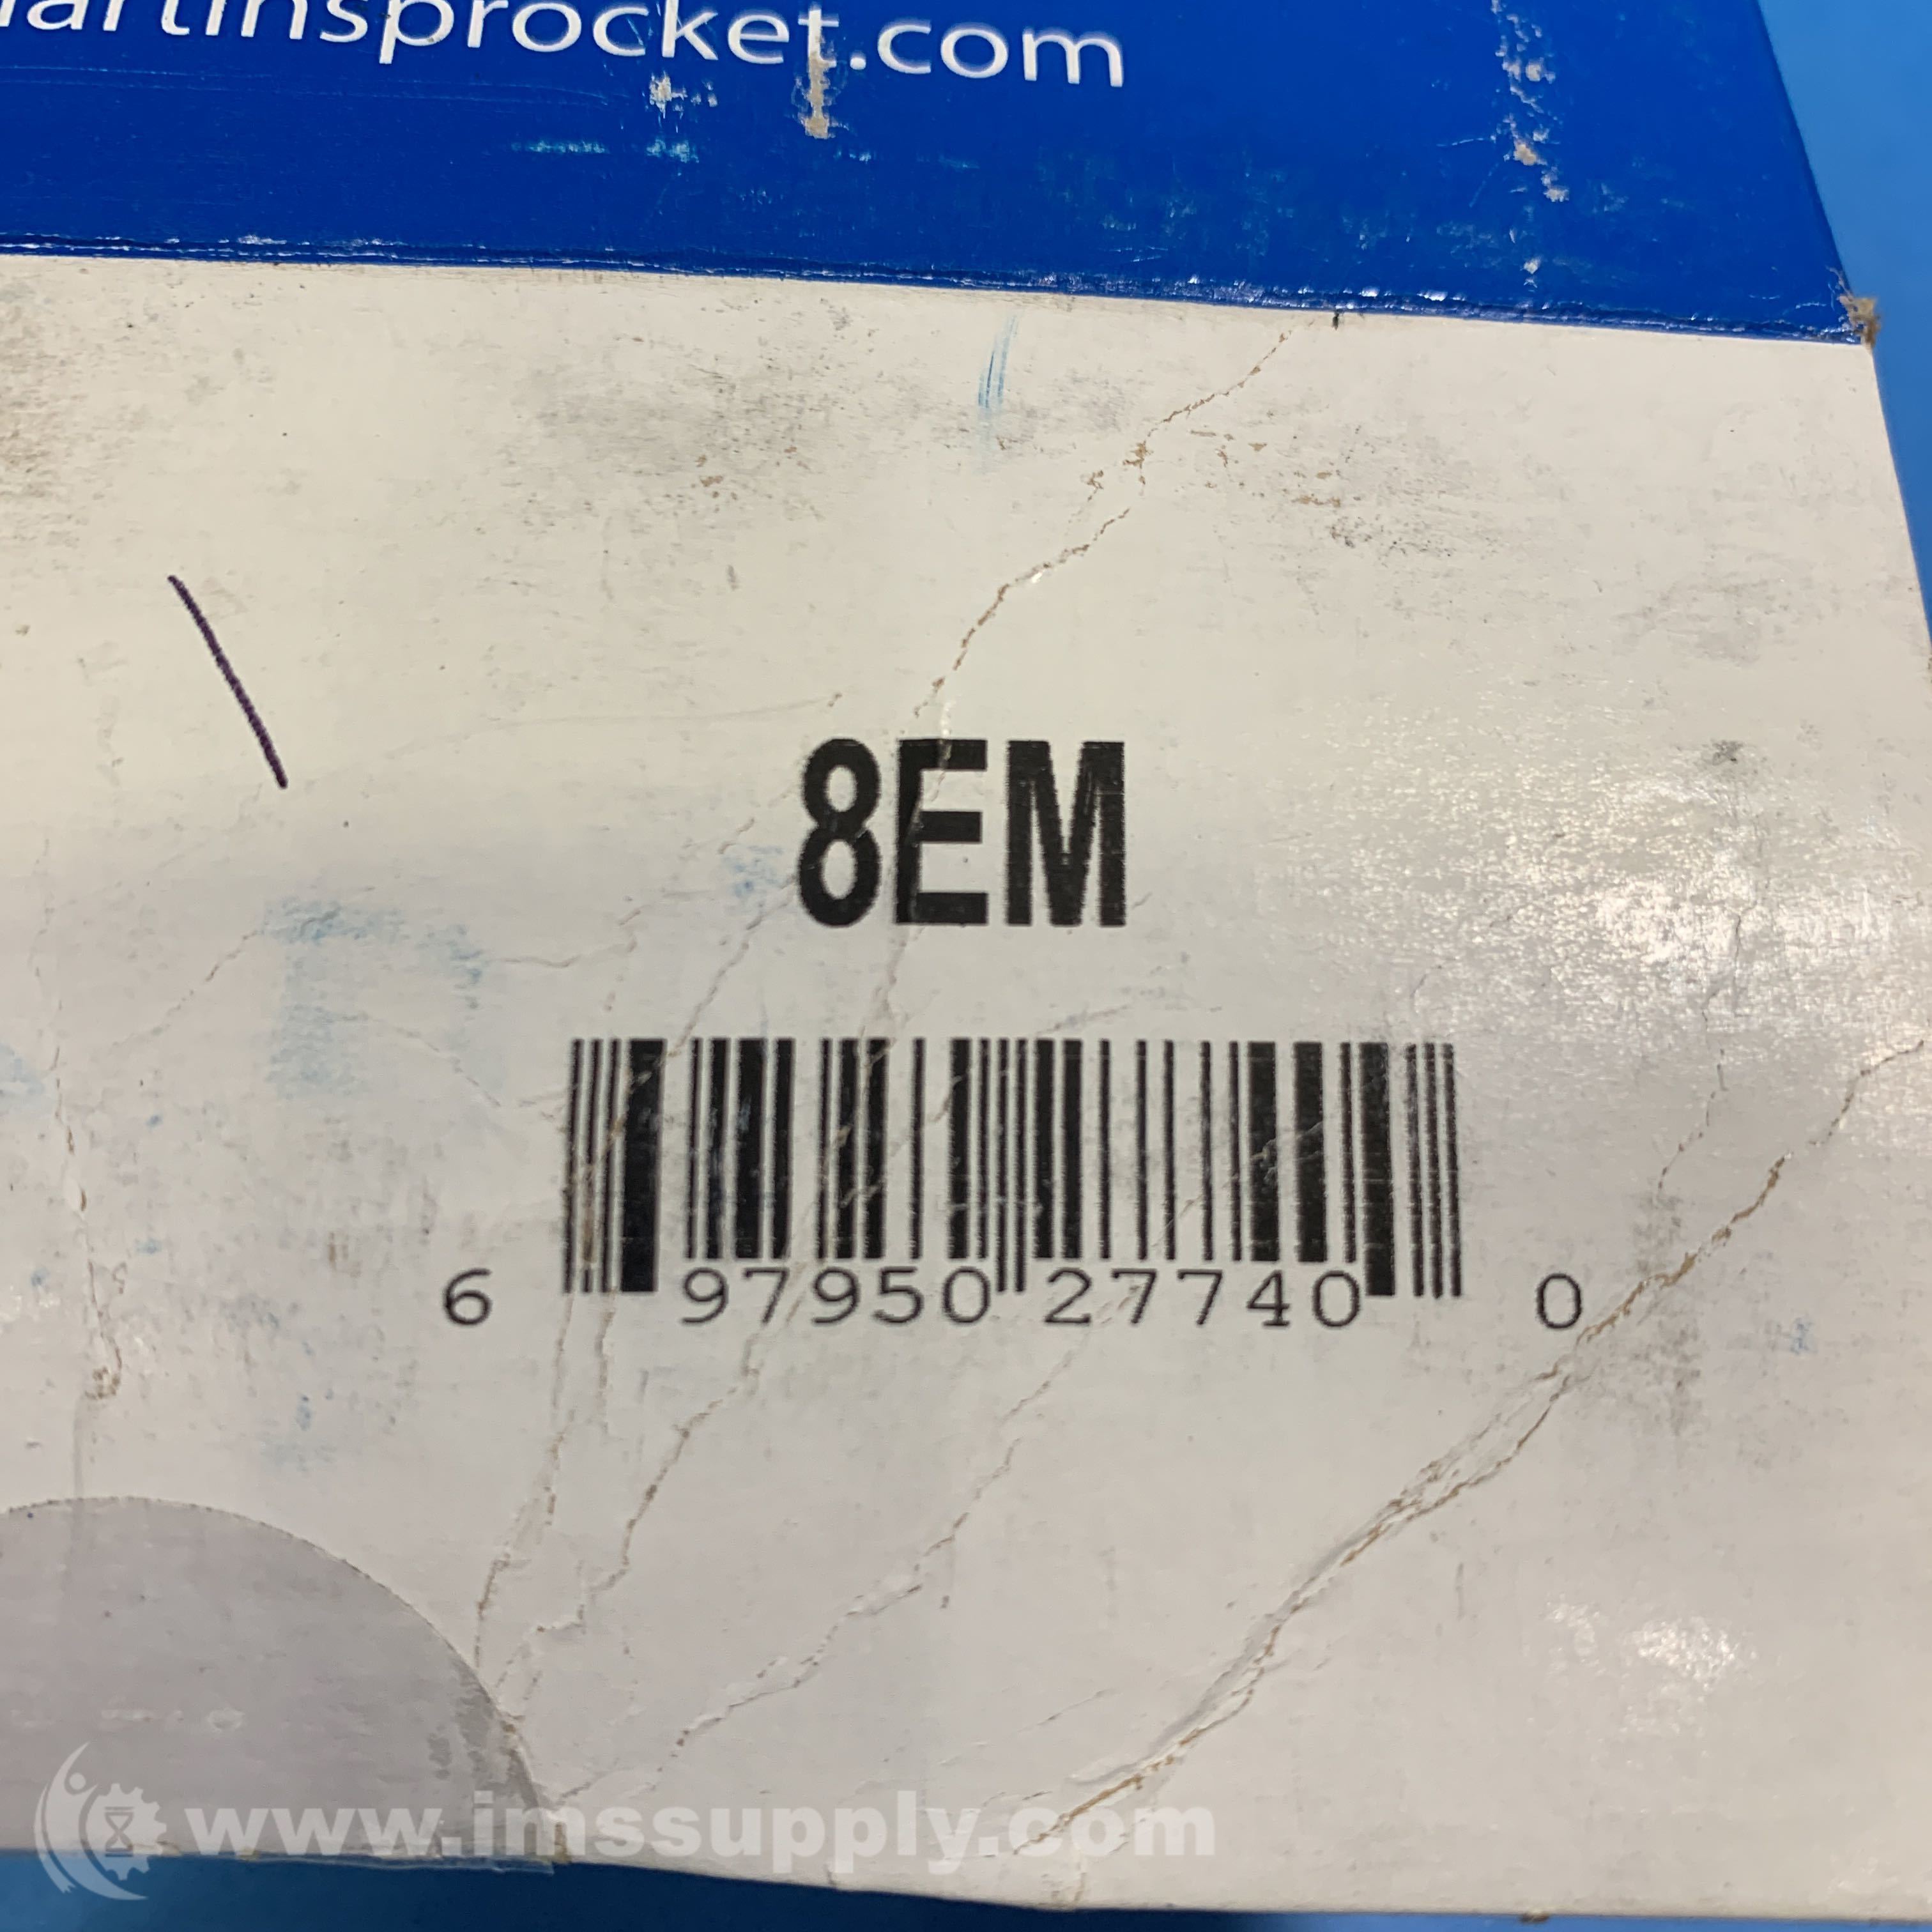 artinsprocket.com
8EM
6 97950 27740 0
www.imssupply.com